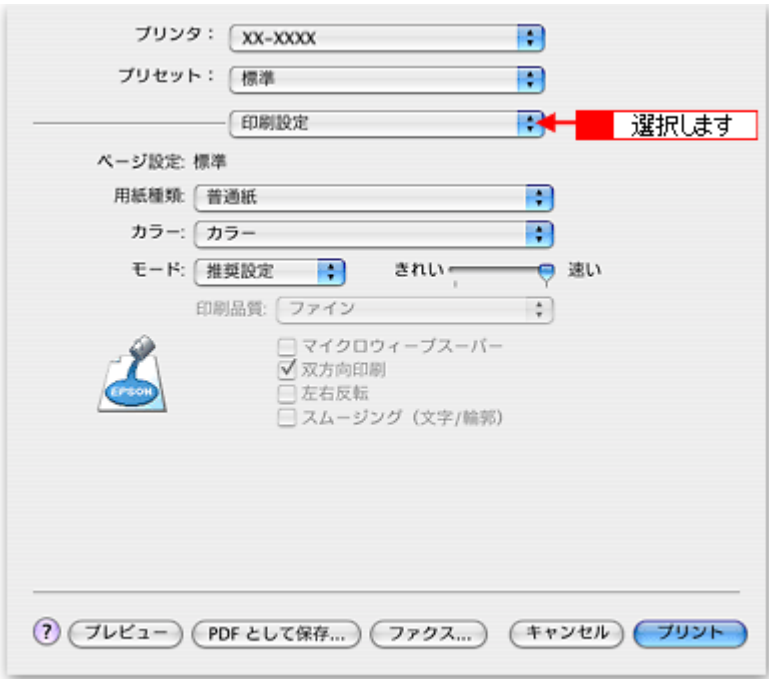 プリンタ： XX-XXXX
プリセット： 標準
印刷設定 選択します
ページ設定: 標準
用紙種類: 普通紙
カラー: カラー
モード: 推奨設定 きれい 速い
印刷品質: ファイン
マイクロウィーブスーパー
双方向印刷
EPSON
左右反転
スムージング（文字/輪郭）
? プレビュー PDF として保存... ファクス... キャンセル プリント